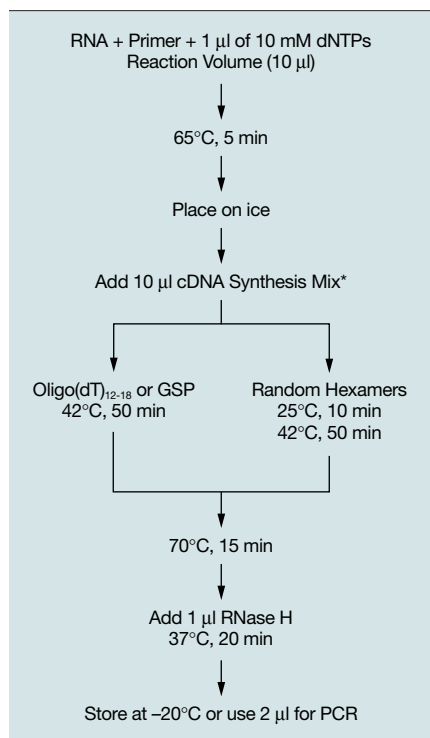 RNA + Primer + 1 µl of 10 mM dNTPs
Reaction Volume (10 µl)
65°C, 5 min
Place on ice
Add 10 µl cDNA Synthesis Mix*
Oligo(dT)₁₂₋₁₈ or GSP
42°C, 50 min
Random Hexamers
25°C, 10 min
42°C, 50 min
70°C, 15 min
Add 1 µl RNase H
37°C, 20 min
Store at –20°C or use 2 µl for PCR